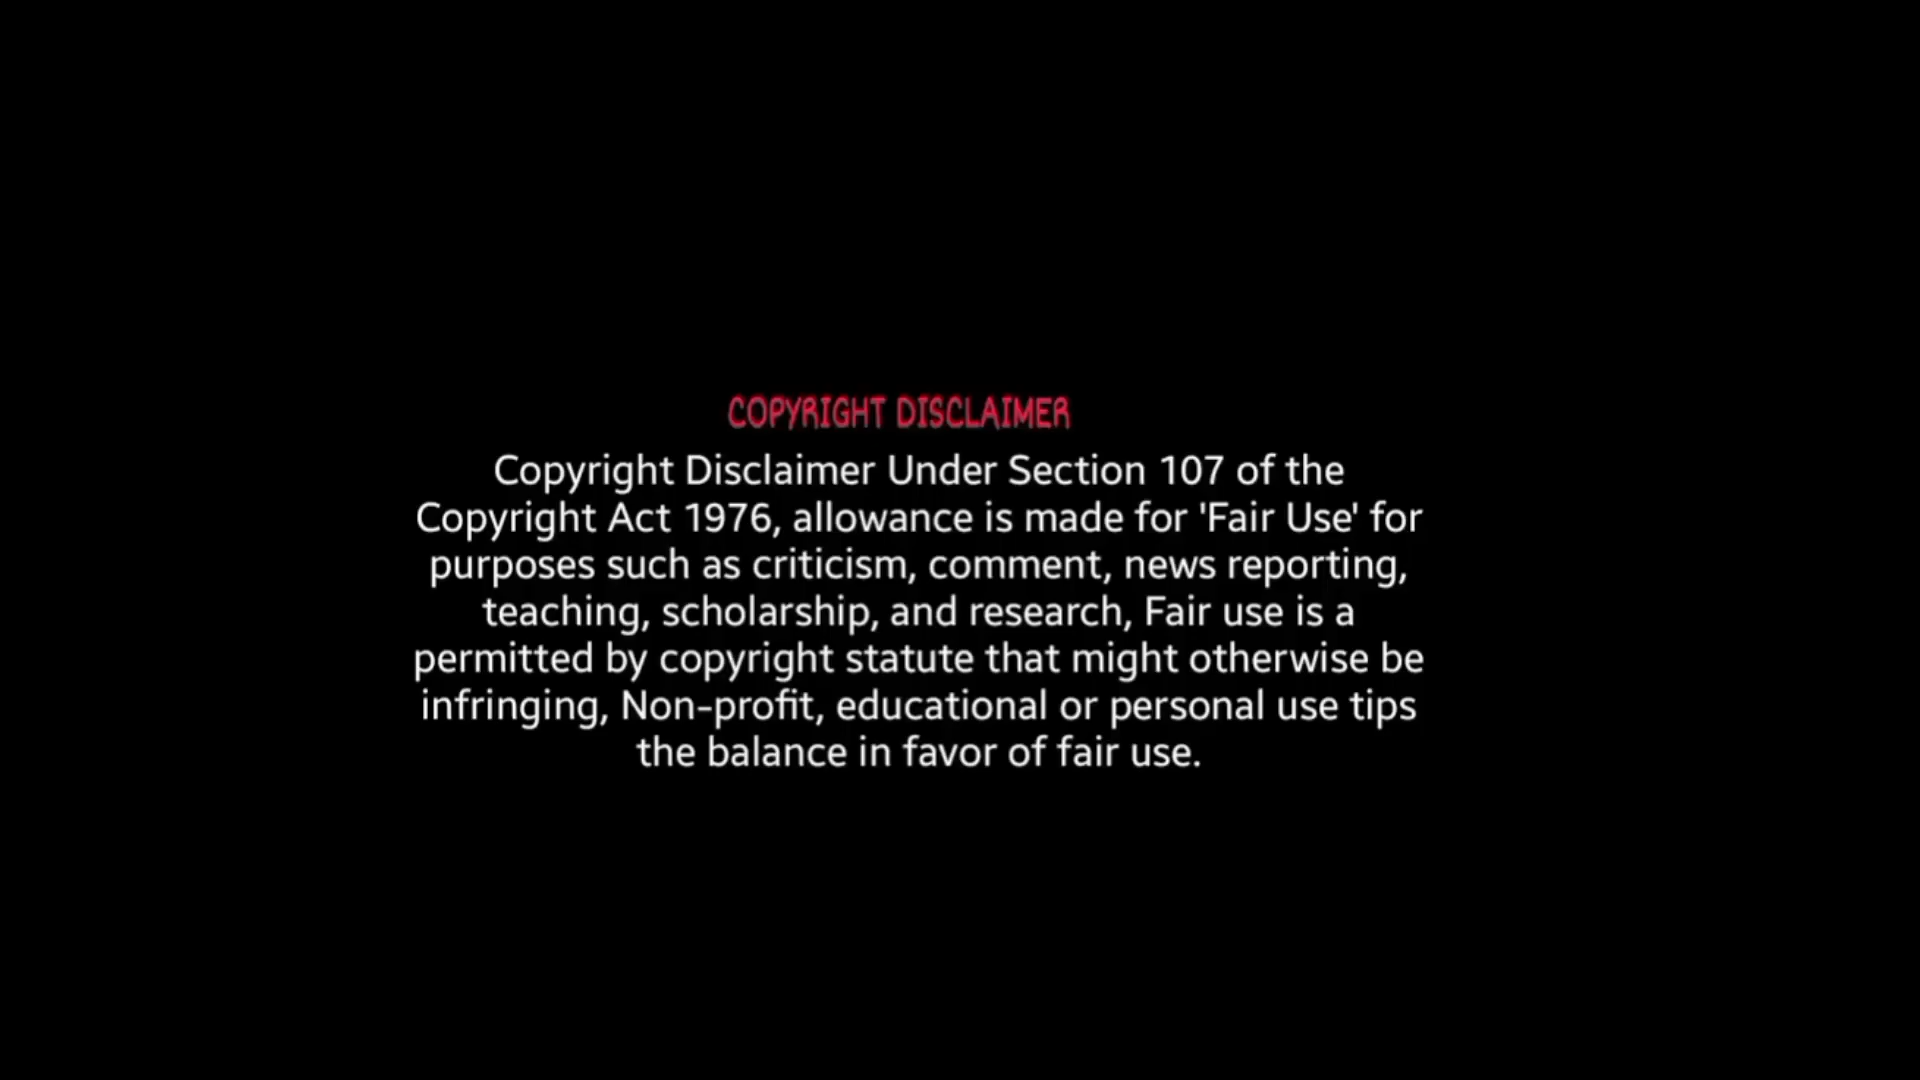 COPYRIGHT DISCLAIMER
Copyright Disclaimer Under Section 107 of the
Copyright Act 1976, allowance is made for 'Fair Use' for
purposes such as criticism, comment, news reporting,
teaching, scholarship, and research, Fair use is a
permitted by copyright statute that might otherwise be
infringing, Non-profit, educational or personal use tips
the balance in favor of fair use.